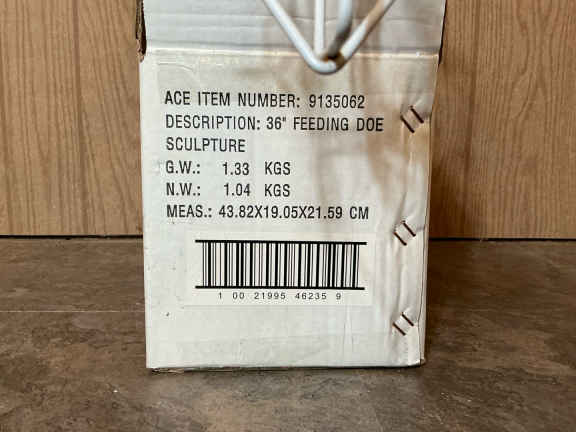 ACE ITEM NUMBER: 9135062
DESCRIPTION: 36" FEEDING DOE
SCULPTURE
G.W.: 1.33 KGS
N.W.: 1.04 KGS
MEAS.: 43.82X19.05X21.59 CM
1 00 21995 46235 9